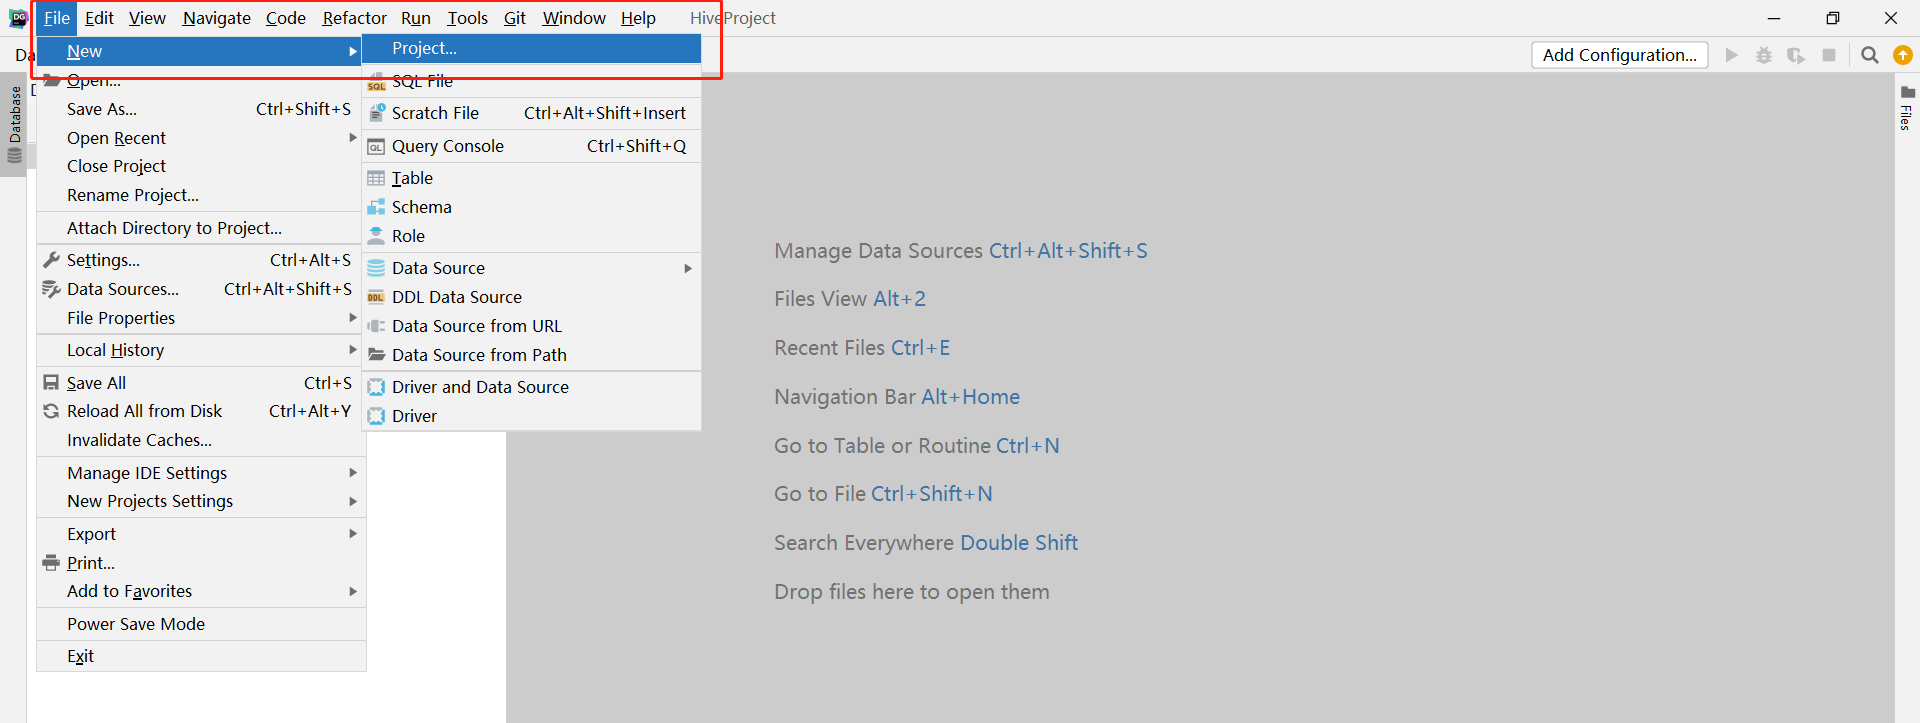 DG File Edit View Navigate Code Refactor Run Tools Git Window Help HiveProject
Add Configuration...
Database
Files
New
Open...
Save As... Ctrl+Shift+S
Open Recent
Close Project
Rename Project...
Attach Directory to Project...
Settings... Ctrl+Alt+S
Data Sources... Ctrl+Alt+Shift+S
File Properties
Local History
Save All Ctrl+S
Reload All from Disk Ctrl+Alt+Y
Invalidate Caches...
Manage IDE Settings
New Projects Settings
Export
Print...
Add to Favorites
Power Save Mode
Exit
Project...
SQL SQL File
Scratch File Ctrl+Alt+Shift+Insert
QL Query Console Ctrl+Shift+Q
Table
Schema
Role
Data Source
DDL DDL Data Source
Data Source from URL
Data Source from Path
Driver and Data Source
Driver
Manage Data Sources Ctrl+Alt+Shift+S
Files View Alt+2
Recent Files Ctrl+E
Navigation Bar Alt+Home
Go to Table or Routine Ctrl+N
Go to File Ctrl+Shift+N
Search Everywhere Double Shift
Drop files here to open them